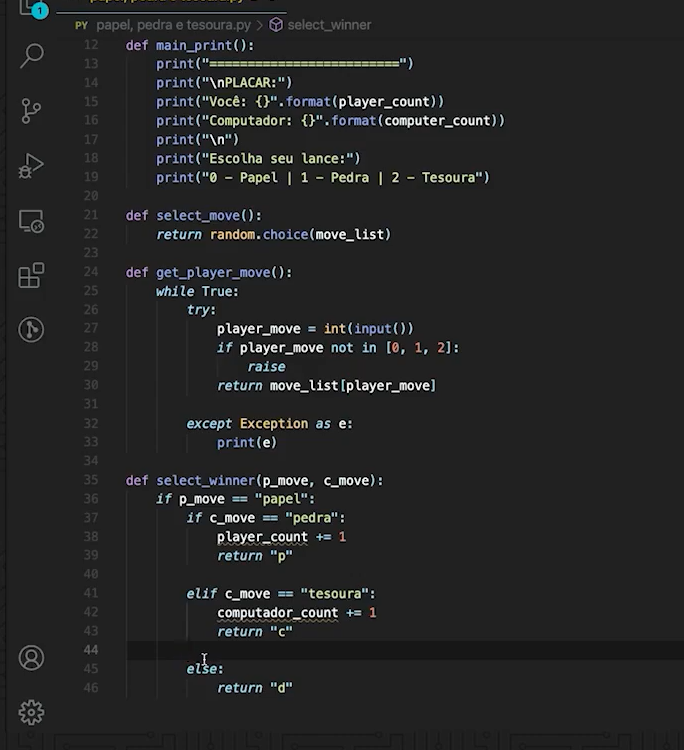 1
PY papel, pedra e tesoura.py > select_winner
12 def main_print():
13     print("=========================")
14     print("\nPLACAR:")
15     print("Você: {}".format(player_count))
16     print("Computador: {}".format(computer_count))
17     print("\n")
18     print("Escolha seu lance:")
19     print("0 - Papel | 1 - Pedra | 2 - Tesoura")
20
21 def select_move():
22     return random.choice(move_list)
23
24 def get_player_move():
25     while True:
26         try:
27             player_move = int(input())
28             if player_move not in [0, 1, 2]:
29                 raise
30             return move_list[player_move]
31
32         except Exception as e:
33             print(e)
34
35 def select_winner(p_move, c_move):
36     if p_move == "papel":
37         if c_move == "pedra":
38             player_count += 1
39             return "p"
40
41         elif c_move == "tesoura":
42             computador_count += 1
43             return "c"
44
45         else:
46             return "d"